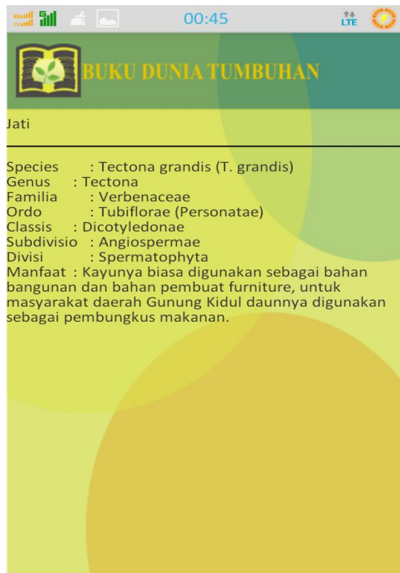 00:45
LTE
BUKU DUNIA TUMBUHAN
Jati
Species : Tectona grandis (T. grandis)
Genus : Tectona
Familia : Verbenaceae
Ordo : Tubiflorae (Personatae)
Classis : Dicotyledonae
Subdivisio : Angiospermae
Divisi : Spermatophyta
Manfaat : Kayunya biasa digunakan sebagai bahan
bangunan dan bahan pembuat furniture, untuk
masyarakat daerah Gunung Kidul daunnya digunakan
sebagai pembungkus makanan.